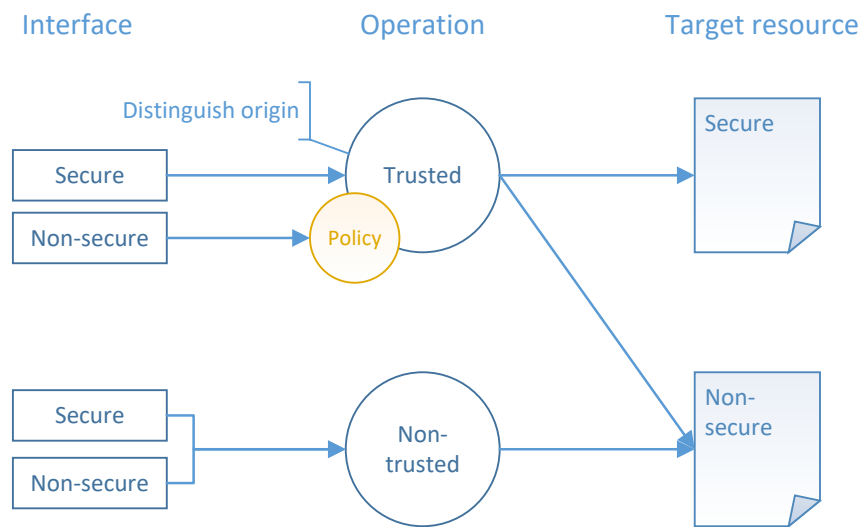 Interface
Operation
Target resource
Distinguish origin
Secure
Non-secure
Trusted
Policy
Secure
Secure
Non-secure
Non-
trusted
Non-
secure